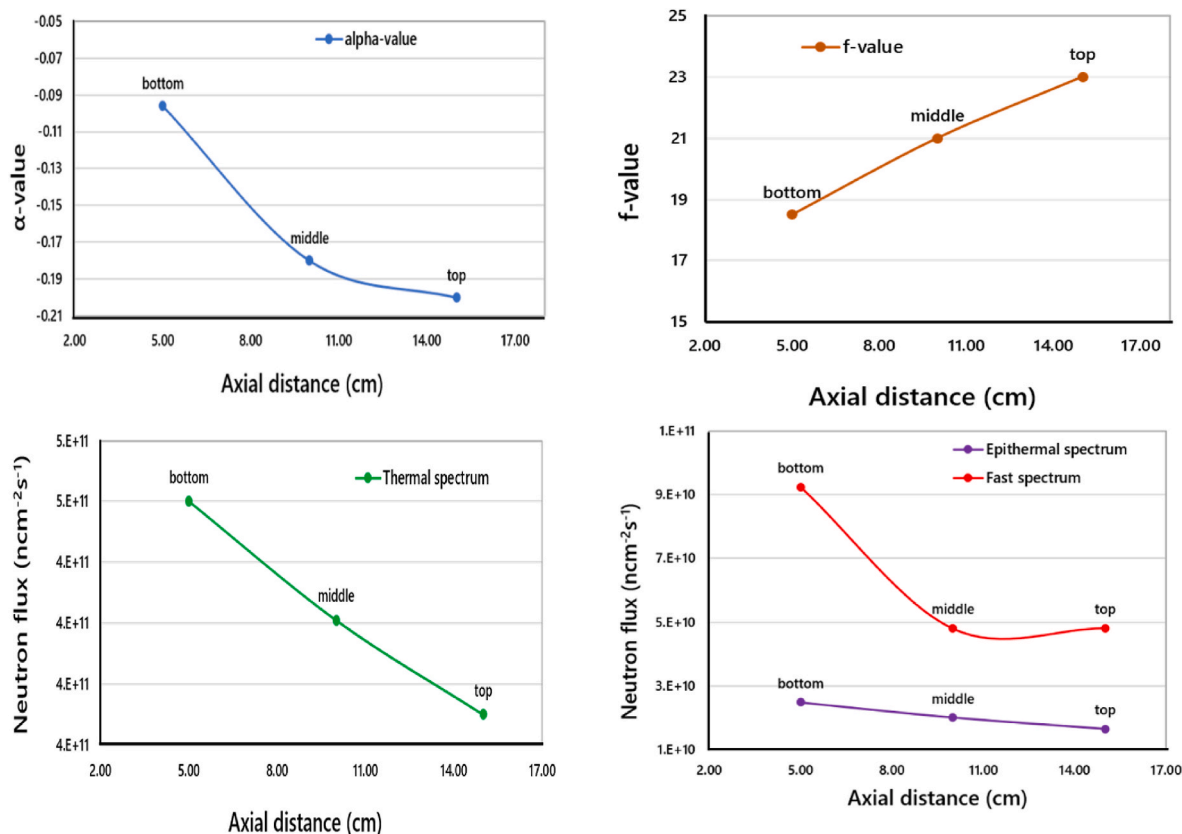 -0.05
-0.07
-0.09
-0.11
-0.13
-0.15
-0.17
-0.19
-0.21
α-value
alpha-value
bottom
middle
top
2.00 5.00 8.00 11.00 14.00 17.00
Axial distance (cm)
25
23
21
19
17
15
f-value
f-value
bottom
middle
top
2.00 5.00 8.00 11.00 14.00 17.00
Axial distance (cm)
5.E+11
5.E+11
4.E+11
4.E+11
4.E+11
4.E+11
Neutron flux (ncm⁻²s⁻¹)
Thermal spectrum
bottom
middle
top
2.00 5.00 8.00 11.00 14.00 17.00
Axial distance (cm)
1.E+11
9.E+10
7.E+10
5.E+10
3.E+10
1.E+10
Neutron flux (ncm⁻²s⁻¹)
Epithermal spectrum
Fast spectrum
bottom
middle
top
bottom
middle
top
2.00 5.00 8.00 11.00 14.00 17.00
Axial distance (cm)